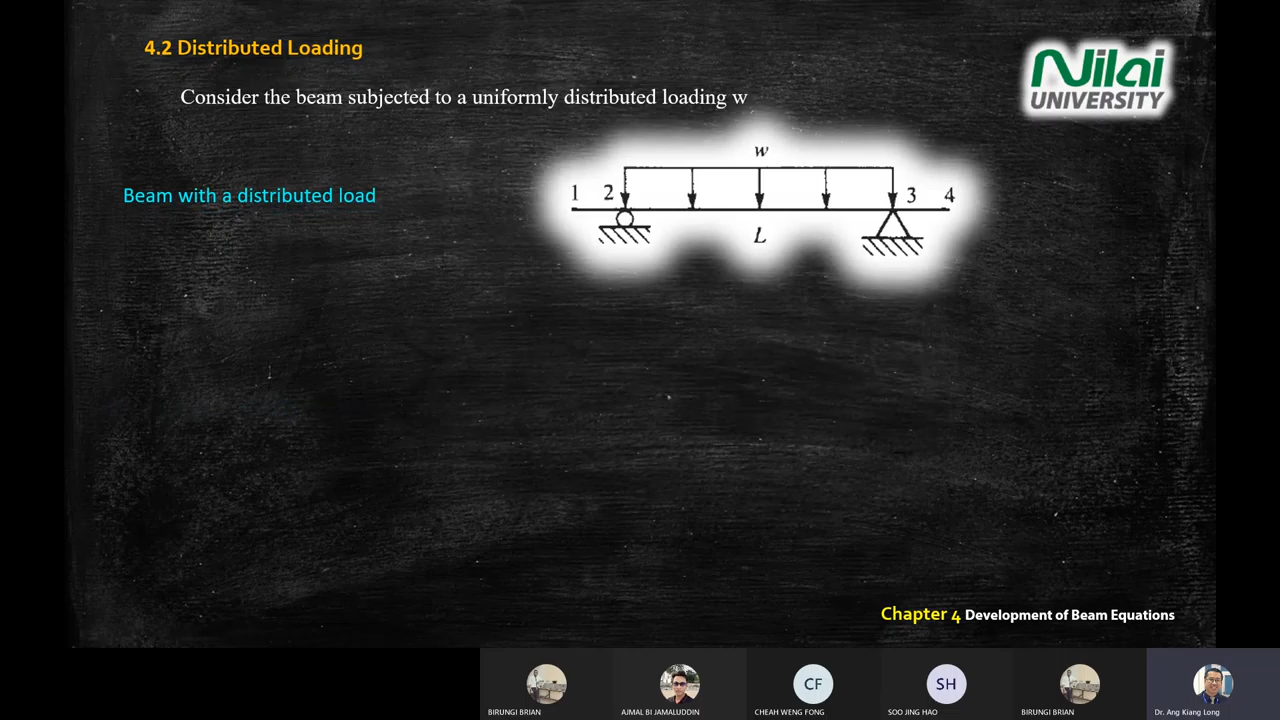 4.2 Distributed Loading
Nilai
UNIVERSITY
Consider the beam subjected to a uniformly distributed loading w
w
Beam with a distributed load
1 2 3 4
L
Chapter 4 Development of Beam Equations
CF SH
BIRUNGI BRIAN AJMAL BI JAMALUDDIN CHEAH WENG FONG SOO JING HAO BIRUNGI BRIAN Dr. Ang Kiang Long